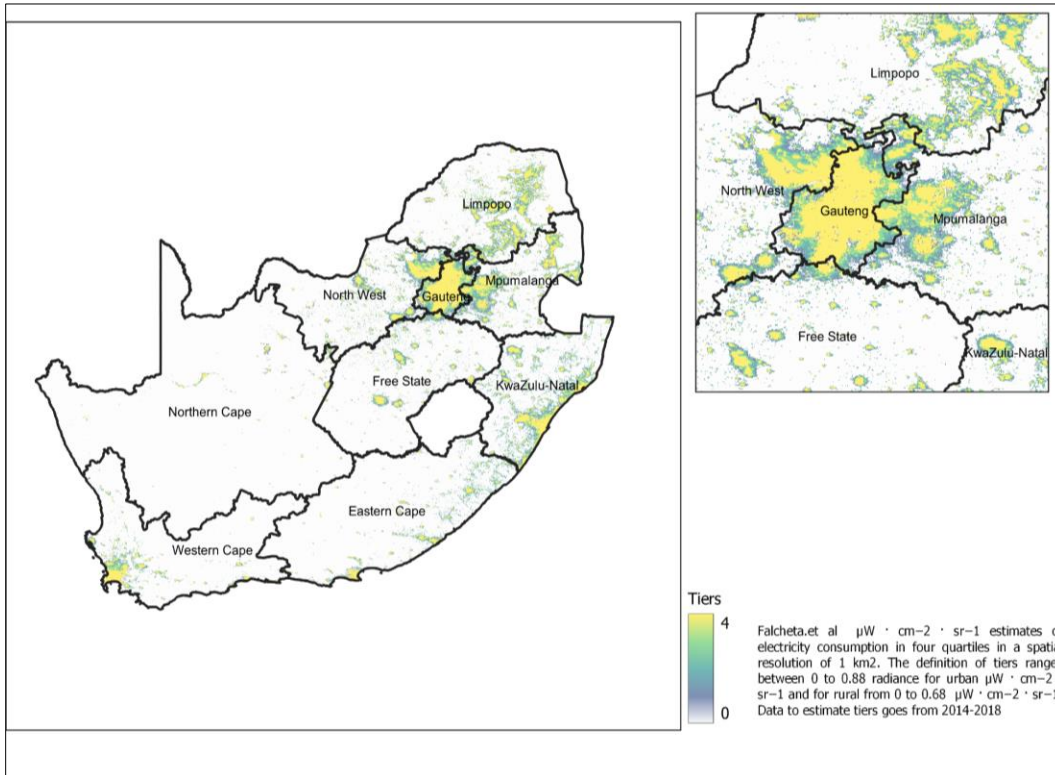 Limpopo
North West
Gauteng
Mpumalanga
Free State
KwaZulu-Natal
Northern Cape
Eastern Cape
Western Cape
Limpopo
North West
Gauteng
Mpumalanga
Free State
KwaZulu-Natal
Tiers
4
0
Falcheta.et al μW · cm−2 · sr−1 estimates o
electricity consumption in four quartiles in a spatia
resolution of 1 km2. The definition of tiers range
between 0 to 0.88 radiance for urban μW · cm−2
sr−1 and for rural from 0 to 0.68 μW · cm−2 · sr−1
Data to estimate tiers goes from 2014-2018